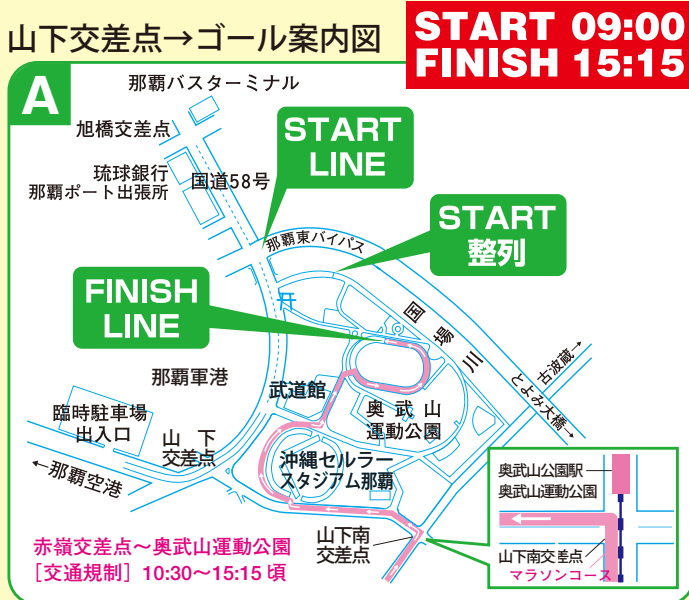 山下交差点→ゴール案内図
START 09:00
FINISH 15:15
A
那覇バスターミナル
旭橋交差点
START
LINE
琉球銀行
那覇ポート出張所
国道58号
START
整列
那覇東バイパス
FINISH
LINE
国場川
古波蔵→
とよみ大橋→
那覇軍港
武道館
奥武山
運動公園
臨時駐車場
出入口
山下
交差点
沖縄セルラー
スタジアム那覇
←那覇空港
奥武山公園駅
奥武山運動公園
山下南
交差点
山下南交差点
マラソンコース
赤嶺交差点〜奥武山運動公園
［交通規制］10:30〜15:15頃